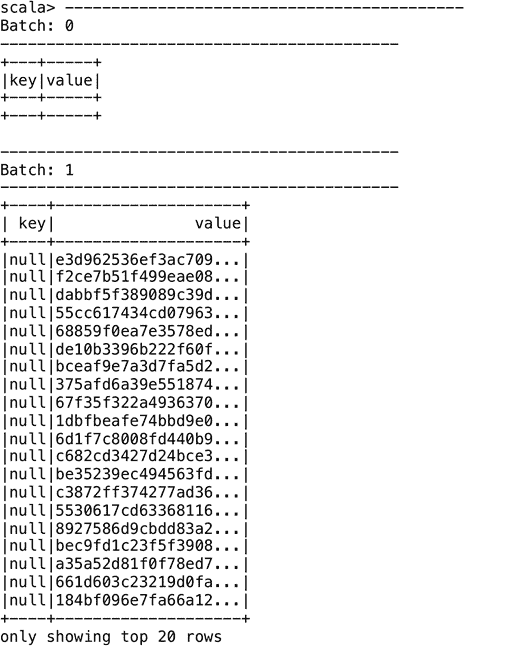 scala> -------------------------------------------
Batch: 0
-------------------------------------------
+---+-----+
|key|value|
+---+-----+
+---+-----+
-------------------------------------------
Batch: 1
-------------------------------------------
+----+--------------------+
| key|               value|
+----+--------------------+
|null|e3d962536ef3ac709...|
|null|f2ce7b51f499eae08...|
|null|dabbf5f389089c39d...|
|null|55cc617434cd07963...|
|null|68859f0ea7e3578ed...|
|null|de10b3396b222f60f...|
|null|bceaf9e7a3d7fa5d2...|
|null|375afd6a39e551874...|
|null|67f35f322a4936370...|
|null|1dbfbeafe74bbd9e0...|
|null|6d1f7c8008fd440b9...|
|null|c682cd3427d24bce3...|
|null|be35239ec494563fd...|
|null|c3872ff374277ad36...|
|null|5530617cd63368116...|
|null|8927586d9cbdd83a2...|
|null|bec9fd1c23f5f3908...|
|null|a35a52d81f0f78ed7...|
|null|661d603c23219d0fa...|
|null|184bf096e7fa66a12...|
+----+--------------------+
only showing top 20 rows